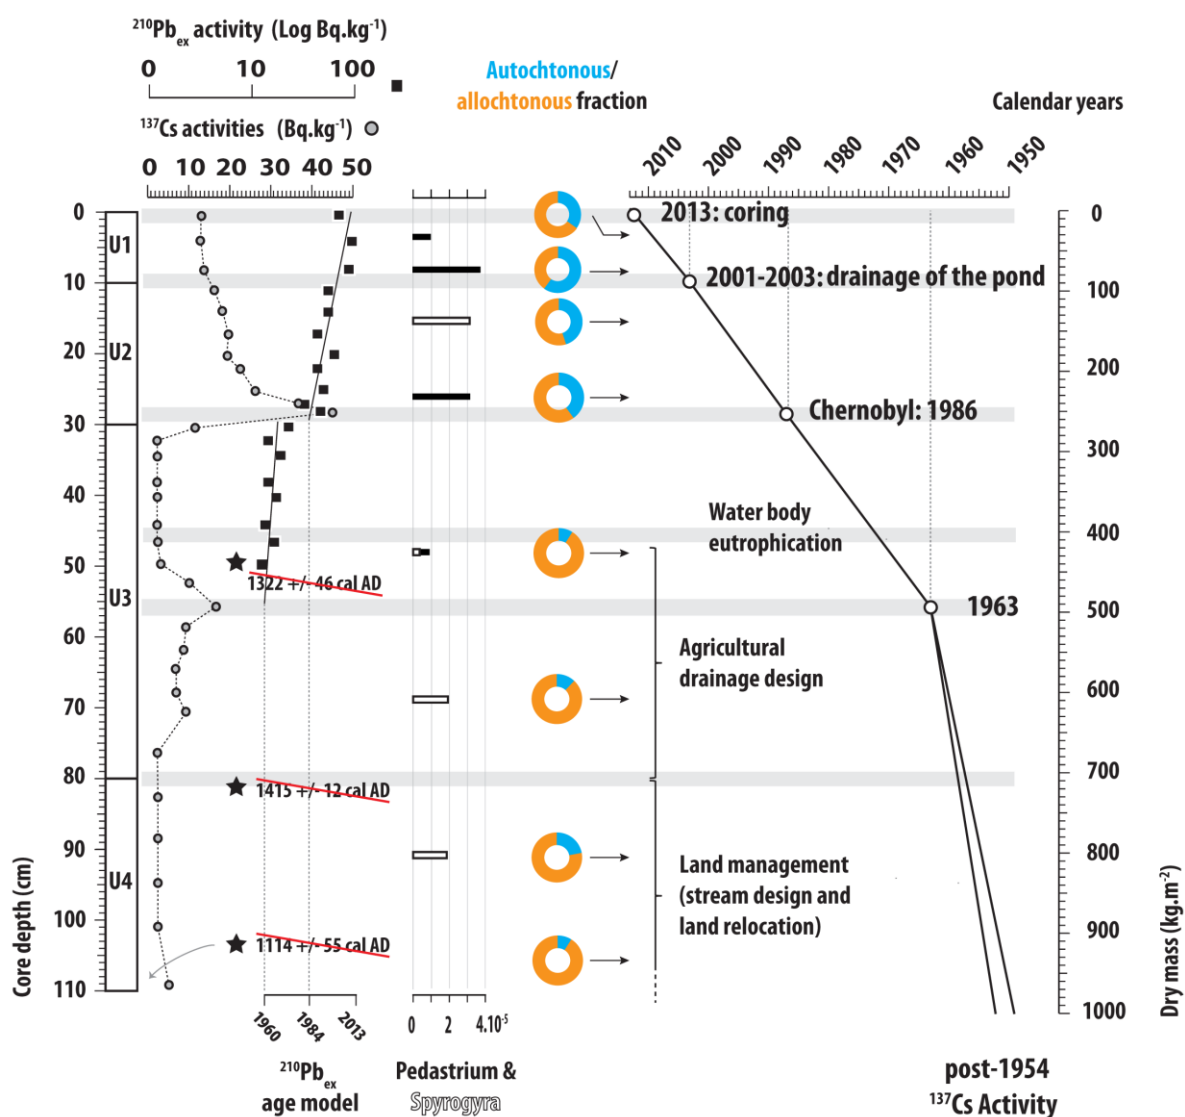 ²¹⁰Pbₑₓ activity (Log Bq.kg⁻¹)
0 10 100
¹³⁷Cs activities (Bq.kg⁻¹)
0 10 20 30 40 50
Autochtonous/
allochtonous fraction
Calendar years
2010 2000 1990 1980 1970 1960 1950
0 U1 2013: coring 0
10 2001-2003: drainage of the pond 100
20 U2 200
30 Chernobyl: 1986 300
40 Water body 400
eutrophication
50 1322 +/- 46 cal AD
U3 1963 500
60 Agricultural 600
drainage design
70
80 1415 +/- 12 cal AD 700
90 U4 Land management 800
(stream design and
100 land relocation) 900
1114 +/- 55 cal AD
110 1000
Core depth (cm)
Dry mass (kg.m⁻²)
1960 1984 2013
0 2 4.10⁻⁵
²¹⁰Pbₑₓ
age model
Pedastrium &
Spyrogyra
post-1954
¹³⁷Cs Activity